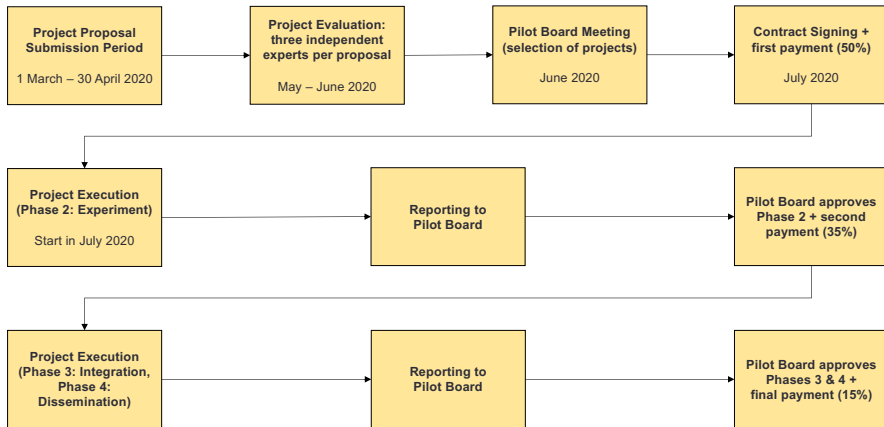 Project Proposal
Submission Period
1 March – 30 April 2020
Project Evaluation:
three independent
experts per proposal
May – June 2020
Pilot Board Meeting
(selection of projects)
June 2020
Contract Signing +
first payment (50%)
July 2020
Project Execution
(Phase 2: Experiment)
Start in July 2020
Reporting to
Pilot Board
Pilot Board approves
Phase 2 + second
payment (35%)
Project Execution
(Phase 3: Integration,
Phase 4:
Dissemination)
Reporting to
Pilot Board
Pilot Board approves
Phases 3 & 4 +
final payment (15%)